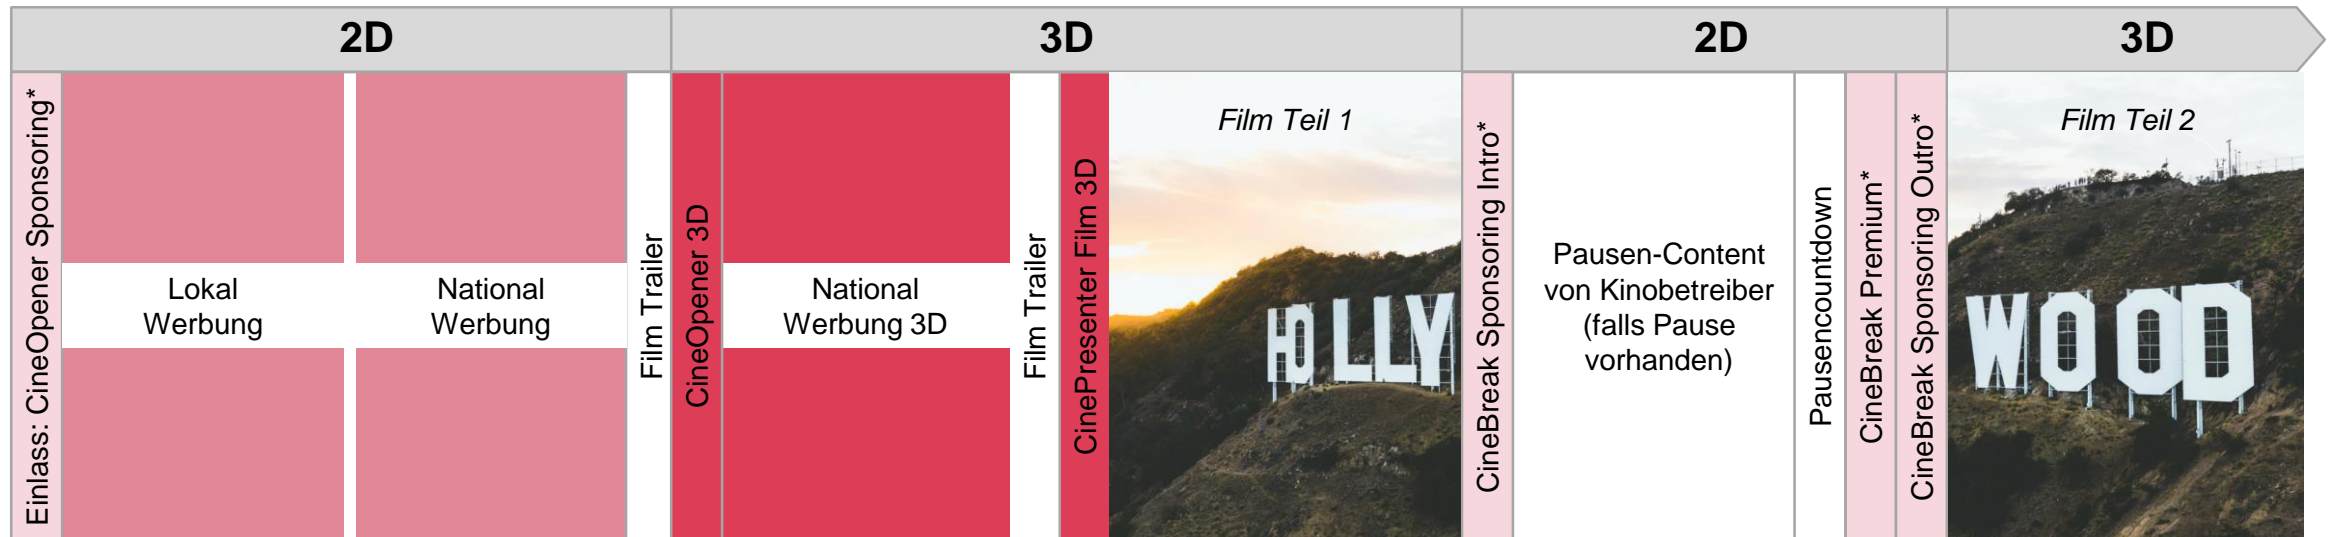 2D
3D
2D
3D
Einlass: CineOpener Sponsoring*
Lokal
Werbung
National
Werbung
Film Trailer
CineOpener 3D
National
Werbung 3D
Film Trailer
CinePresenter Film 3D
Film Teil 1
HOLLY
CineBreak Sponsoring Intro*
Pausen-Content
von Kinobetreiber
(falls Pause
vorhanden)
Pausencountdown
CineBreak Premium*
CineBreak Sponsoring Outro*
Film Teil 2
WOOD